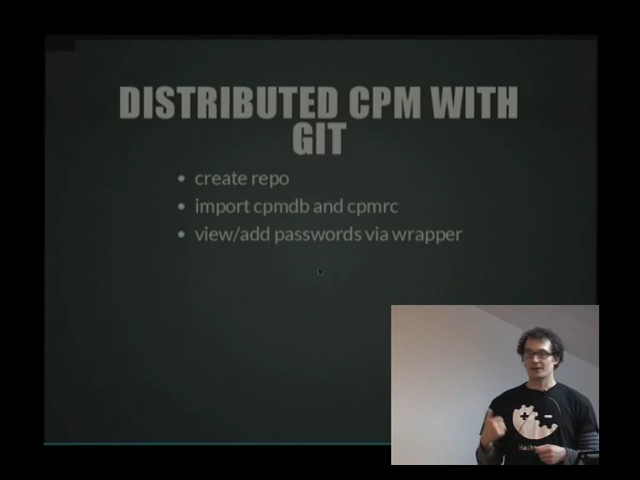 DISTRIBUTED CPM WITH
GIT
create repo
import cpmdb and cpmrc
view/add passwords via wrapper